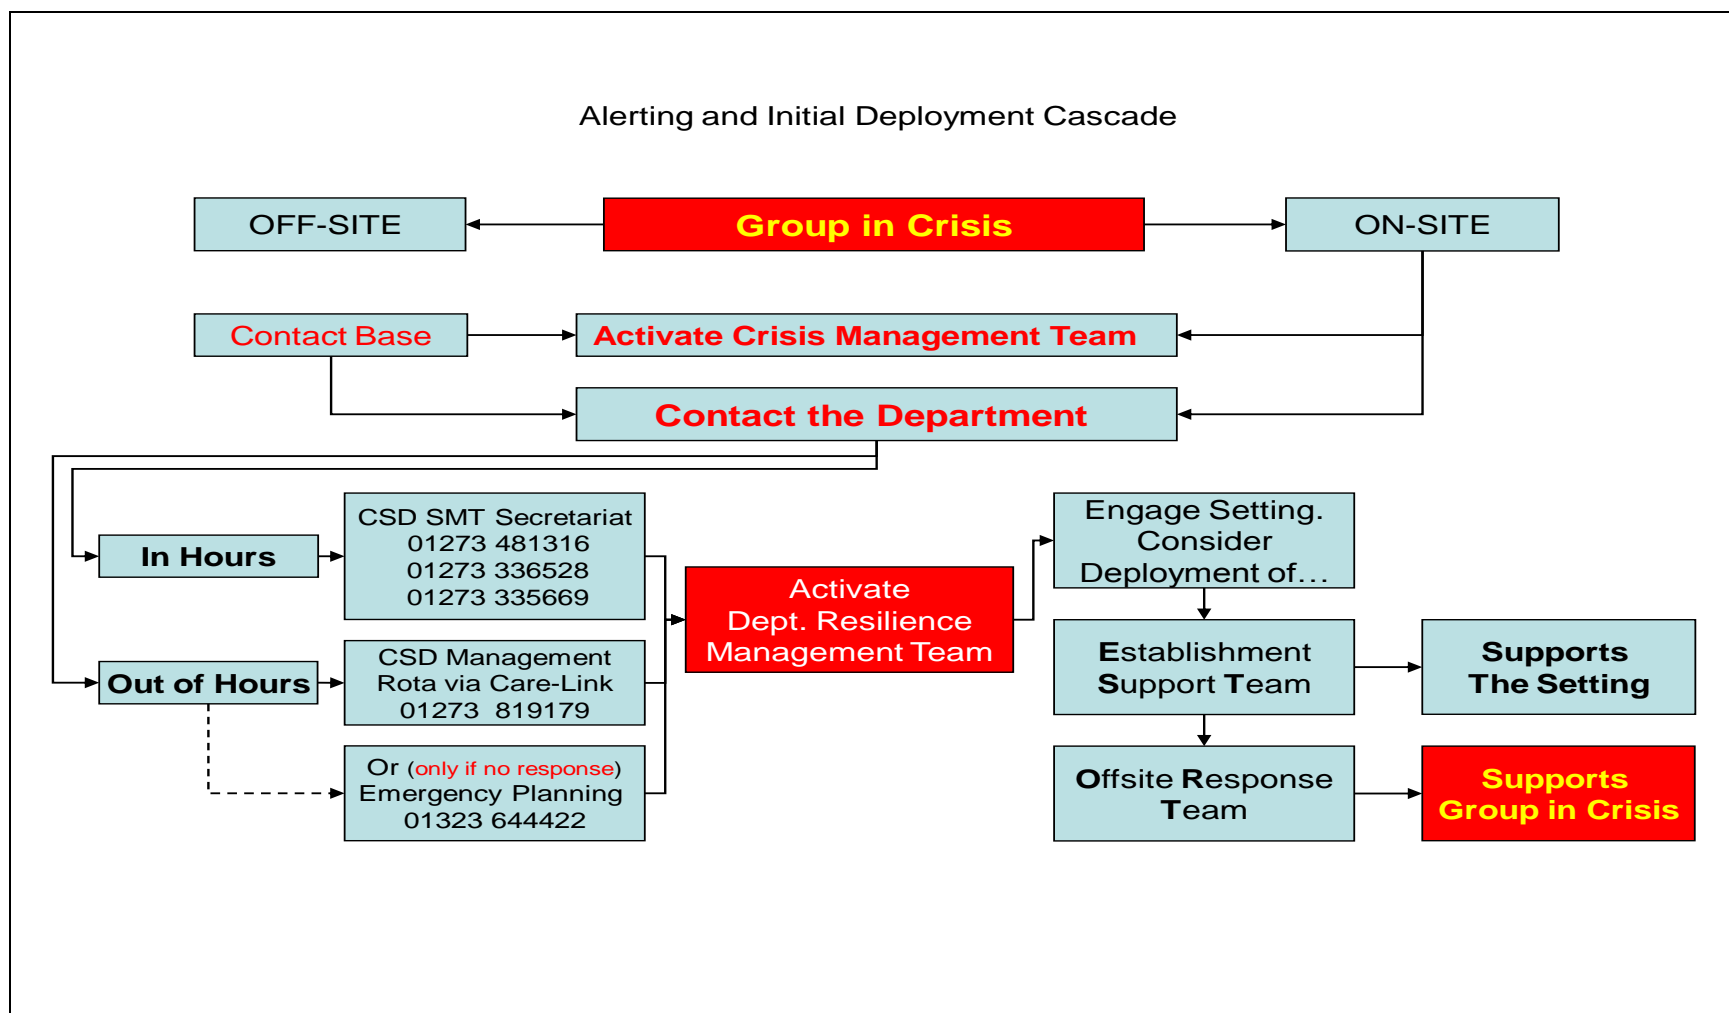 Alerting and Initial Deployment Cascade
OFF-SITE
Group in Crisis
ON-SITE
Contact Base
Activate Crisis Management Team
Contact the Department
In Hours
CSD SMT Secretariat
01273 481316
01273 336528
01273 335669
Out of Hours
CSD Management
Rota via Care-Link
01273 819179
Or (only if no response)
Emergency Planning
01323 644422
Activate
Dept. Resilience
Management Team
Engage Setting.
Consider
Deployment of…
Establishment
Support Team
Supports
The Setting
Offsite Response
Team
Supports
Group in Crisis